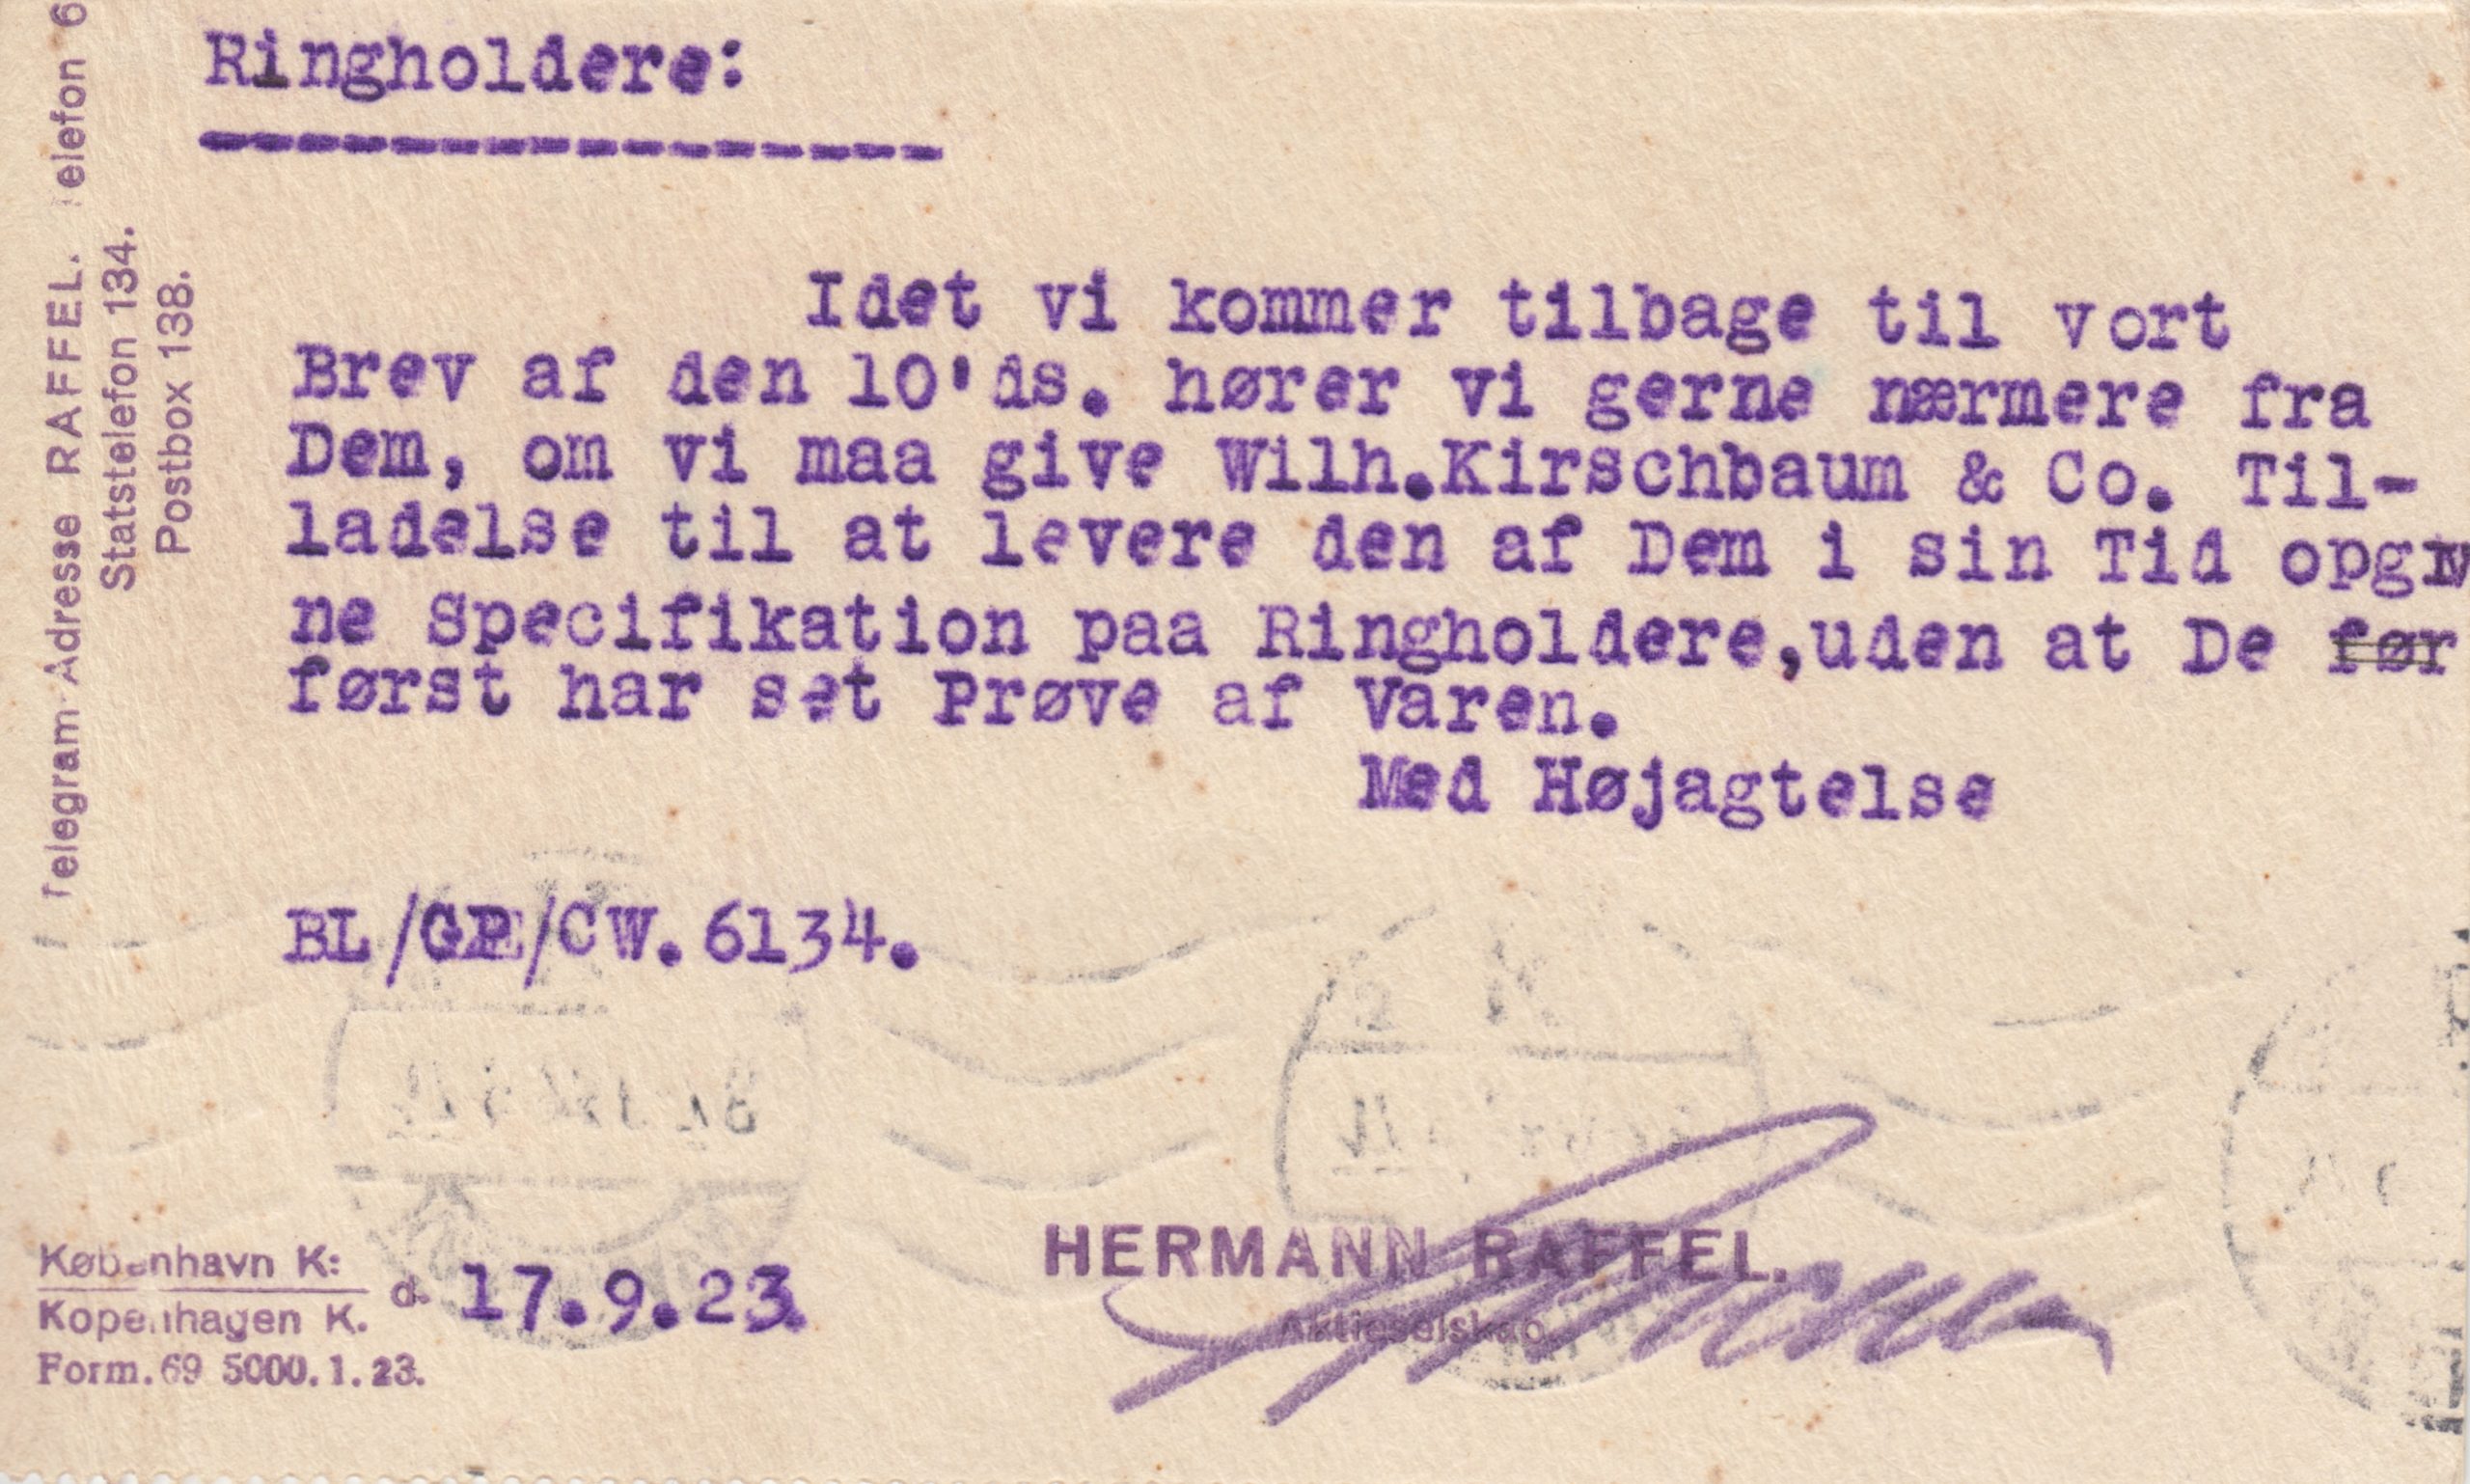 Ringholdere:
Idet vi kommer tilbage til vort
Brev af den 10'ds. hører vi gerne nærmere fra
Dem, om vi maa give Wilh.Kirschbaum & Co. Til-
ladelse til at levere den af Dem i sin Tid
ne Specifikation paa Ringholdere,uden at De før
først har set Prøve af Varen.
Med Højagtelse
BL/ /CW.6134.
Telegram-Adresse RAFFEL. Telefon 6
Statstelefon 134.
Postbox 138.
København K:
Kopenhagen K.
d. 17.9.23.
Form.69 5000.1.23.
HERMANN RAFFEL.
Aktieselskab.